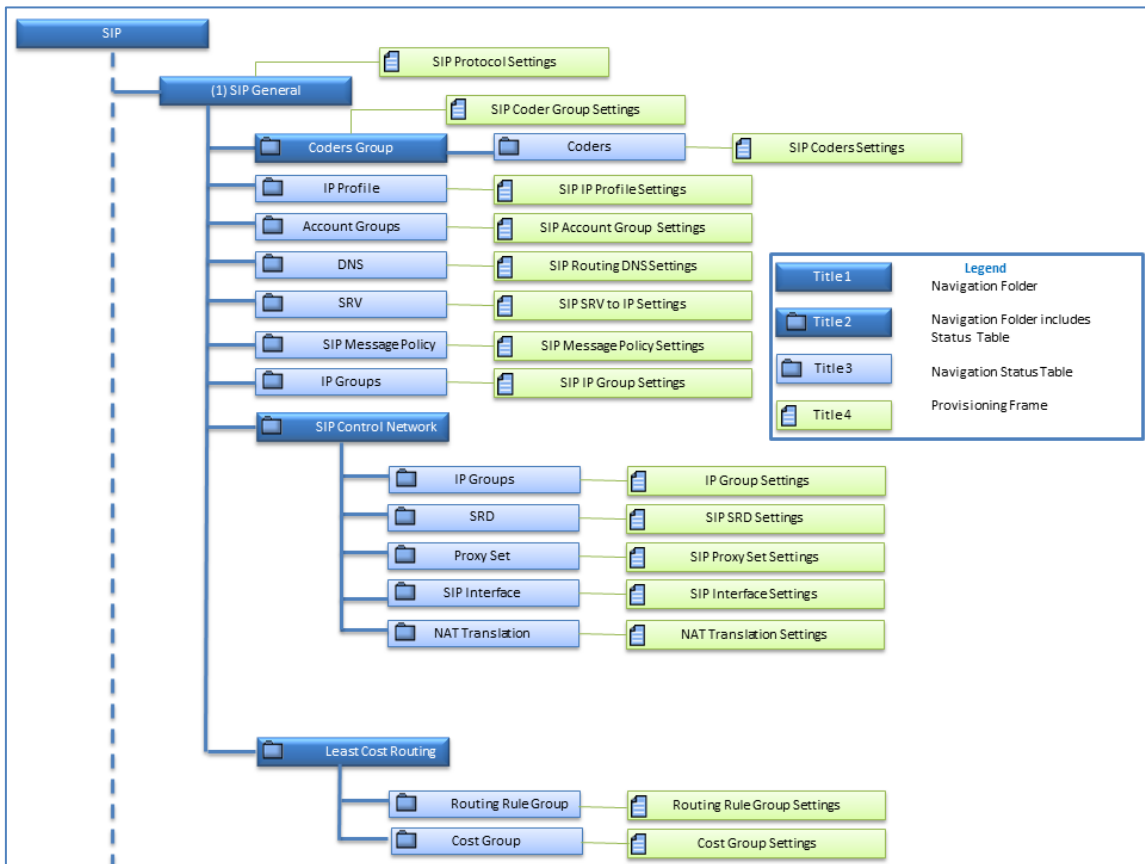 SIP
SIP Protocol Settings
(1) SIP General
SIP Coder Group Settings
Coders Group
Coders
SIP Coders Settings
IP Profile
SIP IP Profile Settings
Account Groups
SIP Account Group Settings
DNS
SIP Routing DNS Settings
SRV
SIP SRV to IP Settings
SIP Message Policy
SIP Message Policy Settings
IP Groups
SIP IP Group Settings
Legend
Title1
Navigation Folder
Title2
Navigation Folder includes
Status Table
Title3
Navigation Status Table
Title4
Provisioning Frame
SIP Control Network
IP Groups
IP Group Settings
SRD
SIP SRD Settings
Proxy Set
SIP Proxy Set Settings
SIP Interface
SIP Interface Settings
NAT Translation
NAT Translation Settings
Least Cost Routing
Routing Rule Group
Routing Rule Group Settings
Cost Group
Cost Group Settings